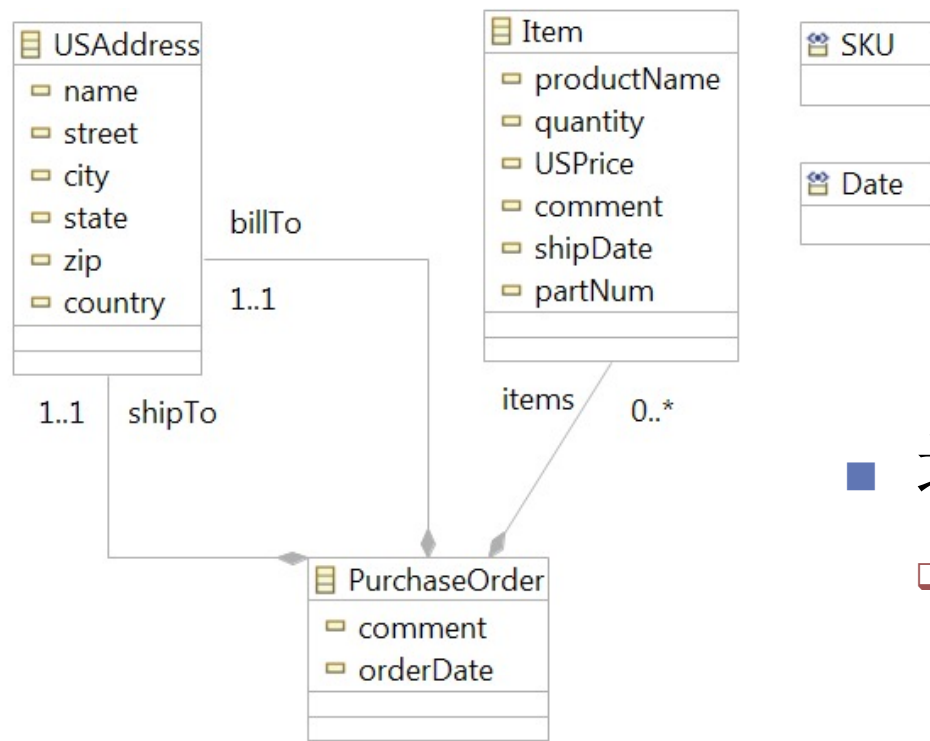 USAddress
name
street
city
state
zip
country
billTo
1..1
1..1
shipTo
Item
productName
quantity
USPrice
comment
shipDate
partNum
items
0..*
SKU
Date
PurchaseOrder
comment
orderDate